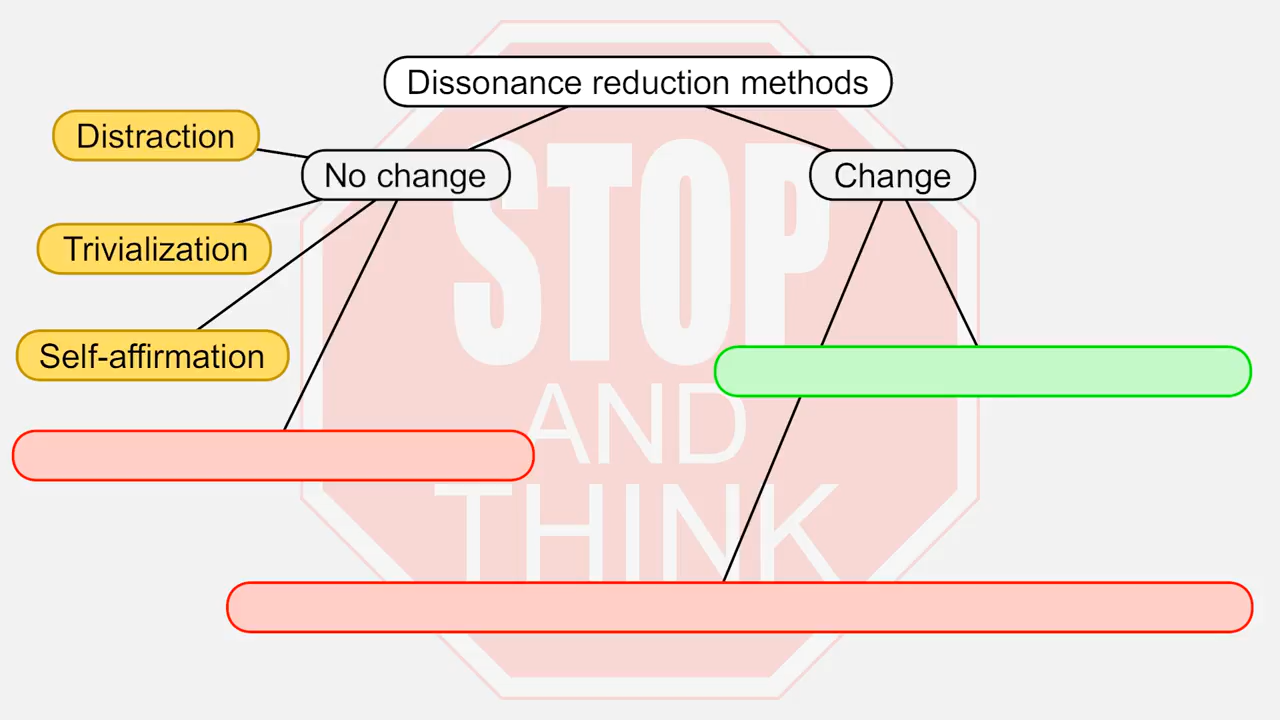 Dissonance reduction methods
Distraction
No change
Change
Trivialization
Self-affirmation
STOP
AND
THINK